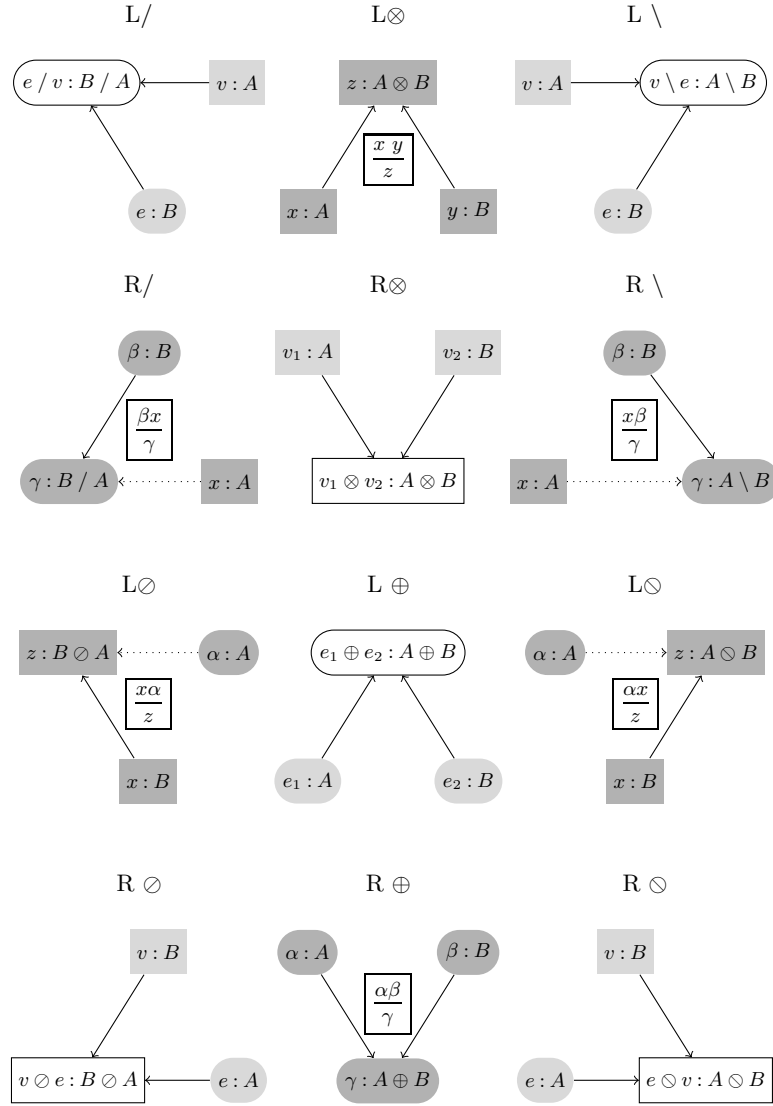 L/ L⊗ L \
e / v : B / A v : A z : A ⊗ B v : A v \ e : A \ B
x y
z
e : B x : A y : B e : B
R/ R⊗ R \
β : B v₁ : A v₂ : B β : B
βx xβ
γ γ
γ : B / A x : A v₁ ⊗ v₂ : A ⊗ B x : A γ : A \ B
L⊘ L ⊕ L⦸
z : B ⊘ A α : A e₁ ⊕ e₂ : A ⊕ B α : A z : A ⦸ B
xα αx
z z
x : B e₁ : A e₂ : B x : B
R ⊘ R ⊕ R ⦸
v : B α : A β : B v : B
αβ
γ
v ⊘ e : B ⊘ A e : A γ : A ⊕ B e : A e ⦸ v : A ⦸ B